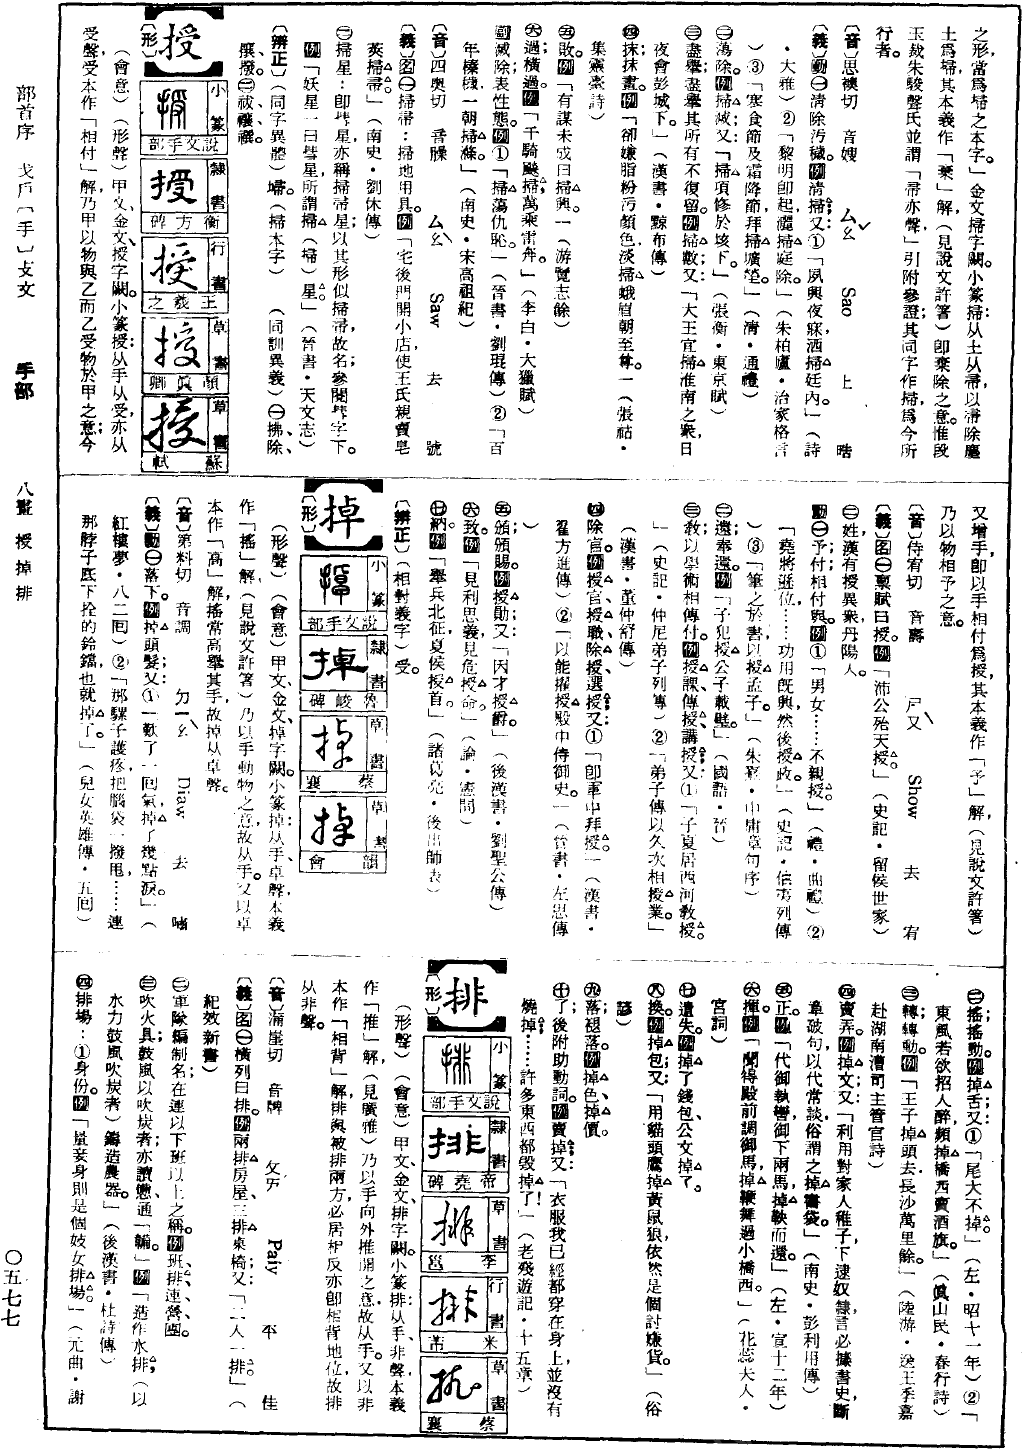 之形，當爲埽之本字。」金文掃字闕。小篆掃：从土从帚，以帚除塵
土爲埽，其本義作「棄」解，（見說文許箸）卽棄除之意。惟段
玉裁朱駿聲氏並謂「帚亦聲」，引附參證；其同字作掃，爲今所
行者。
〔音〕思襖切　音嫂　ㄙㄠˇ　Sao　上　晧
〔義〕動㊀清除汚穢。例清掃；又①「夙興夜寐，洒掃廷內。」（詩
・大雅）②「黎明卽起，灑掃庭除。」（朱柏廬・治家格言
）③「寒食節及霜降節，拜掃壙塋。」（清・通禮）
㊁蕩除。例掃滅；又「掃項修於垓下。」（張衡・東京賦）
㊂盡舉；盡舉其所有不復留。例掃數；又「大王宜掃淮南之衆，日
夜會彭城下。」（漢書・黥布傳）
㊃抹；抹畫。例「卻嫌脂粉汚顏色，淡掃蛾眉朝至尊。」（張祜・
集靈臺詩）
㊄敗。例「有謀未成曰掃興。」（游覽志餘）
㊅過；橫過。例「千騎飈掃，萬乘雷奔。」（李白・大獵賦）
國滅除；表性態。例①「掃蕩仇恥。」（晉書・劉琨傳）②「百
年榛穢，一朝掃滌。」（南史・宋高祖紀）
〔音〕四奧切　音臊　ㄙㄠˋ　Saw　去　號
〔義〕名㊀掃帚：掃地用具。例「宅後門開小店，使王氏親賣皂
莢掃帚。」（南史・劉休傳）
㊁掃星：卽彗星，亦稱掃帚星，以其形似掃帚，故名；參閱彗字下。
例「妖星一曰彗星，所謂掃（掃）星。」（晉書・天文志）
〔辨正〕（同字異體）埽。（掃本字）　（同訓異義）㊀拂、除、
攘、撥。㊁祓、禳、禊。
授
〔形〕
小篆　說文手部
隸書　衡方碑
行書　王羲之
草書　顏眞卿
草書　蘇軾
（會意）（形聲）甲文、金文授字闕。小篆授：从手从受，亦从
受聲，受本作「相付」解，乃甲以物與乙而乙受物於甲之意；今
又增手，卽以手相付爲授，其本義作「予」解，（見說文許箸）
乃以物相予之意。
〔音〕侍宥切　音壽　ㄕㄡˋ　Show　去　宥
〔義〕名㊀稟賦曰授。例「沛公殆天授。」（史記・留侯世家）
㊁姓，漢有授異衆，丹陽人。
動㊀予；付；相付；付與。例①「男女……不親授。」（禮・曲禮）②
「堯將遜位……功用旣興，然後授政。」（史記・伯夷列傳
）③「筆之於書，以授孟子。」（朱熹・中庸章句序）
㊁還；奉還。例「子犯授公子載璧。」（國語・晉）
㊂敎；以學術相傳付。例授課、傳授、講授；又①「子夏居西河敎授。
」（史記・仲尼弟子列傳）②「弟子傳以久次相授業。」
（漢書・董仲舒傳）
㊃除官。例授官、授職、除授、選授；又①「卽軍中拜授。」（漢書・
翟方進傳）②「以能擢授殿中侍御史。」（晉書・左思傳
）
㊄頒；頒賜。例授勛；又「因才授爵。」（後漢書・劉聖公傳）
㊅致。例「見利思義，見危授命。」（論・憲問）
㊆納。例「舉兵北征，夏侯授首。」（諸葛亮・後出師表）
〔辨正〕（相對義字）受。
掉
〔形〕
小篆　說文手部
隸書　魯峻碑
草書　蔡襄
草書　韻會
（形聲）（會意）甲文、金文、掉字闕。小篆掉：从手、卓聲，本義
作「搖」解，（見說文許箸）乃以手動物之意，故从手。又以卓
本作「高」解，搖常高舉其手，故掉从卓聲。
〔音〕第料切　音調　ㄉㄧㄠˋ　Diaw　去　嘯
〔義〕動㊀落下。例掉頭髮；又①「歎了一回氣，掉了幾點淚。」（
紅樓夢・八二回）②「那騾子護疼，把腦袋一撥甩……連
那脖子底下拴的鈴鐺，也就掉了。」（兒女英雄傳・五回）
㊁搖；搖動。例掉舌；又①「尾大不掉。」（左・昭十一年）②「
東風若欲招人醉，頻掉橋西賣酒旗。」（眞山民・春行詩）
㊂轉；轉動。例「王子掉頭去，長沙萬里餘。」（陸游・送王季嘉
赴湖南漕司主管官詩）
㊃賣弄。例掉文；又「利用對家人稚子下逮奴隸，言必據書史，斷
章破句，以代常談，俗謂之掉書袋。」（南史・彭利用傳）
㊄正。例「代御執轡，御下兩馬，掉鞅而還。」（左・宣十二年）
㊅揮。例「聞得殿前調御馬，掉鞭舞過小橋西。」（花蕊夫人・
宮詞）
㊆遺失。例掉了錢包，公文掉了。
㊇換。例掉包；又：「用貓頭鷹，掉黃鼠狼，依然是個討嫌貨。」（俗
諺）
㊈落；褪落。例掉色、掉價。
㊉了；後附助動詞。例賣掉；又「衣服我已經都穿在身上，並沒有
燒掉……許多東西都毀掉了！」（老殘遊記・十五章）
排
〔形〕
小篆　說文手部
隸書　帝堯碑
草書　李邕
行書　米芾
草書　蔡襄
（形聲）（會意）甲文、金文、排字闕。小篆排：从手、非聲，本義
作「推」解，（見廣雅）乃以手向外推開之意，故从手。又以非
本作「相背」解，排與被排兩方必居相反亦卽相背地位，故排
从非聲。
〔音〕蒲崖切　音牌　ㄆㄞˊ　Pairy　平　佳
〔義〕名㊀橫列曰排。例兩排房屋、三排桌椅；又「二人一排。」（
紀效新書）
㊁軍隊編制名，在連以下班以上之稱。例班、排、連、營、團。
㊂吹火具；鼓風以吹炭者，亦讀憊，通「韛」。例「造作水排，（以
水力鼓風吹炭者）鑄造農器。」（後漢書・杜詩傳）
㊃排場：①身份。例「量妾身則是個妓女排場。」（元曲・謝
部首序　戈戶〔手〕支攴　手部　八畫　授掉排　〇五七七